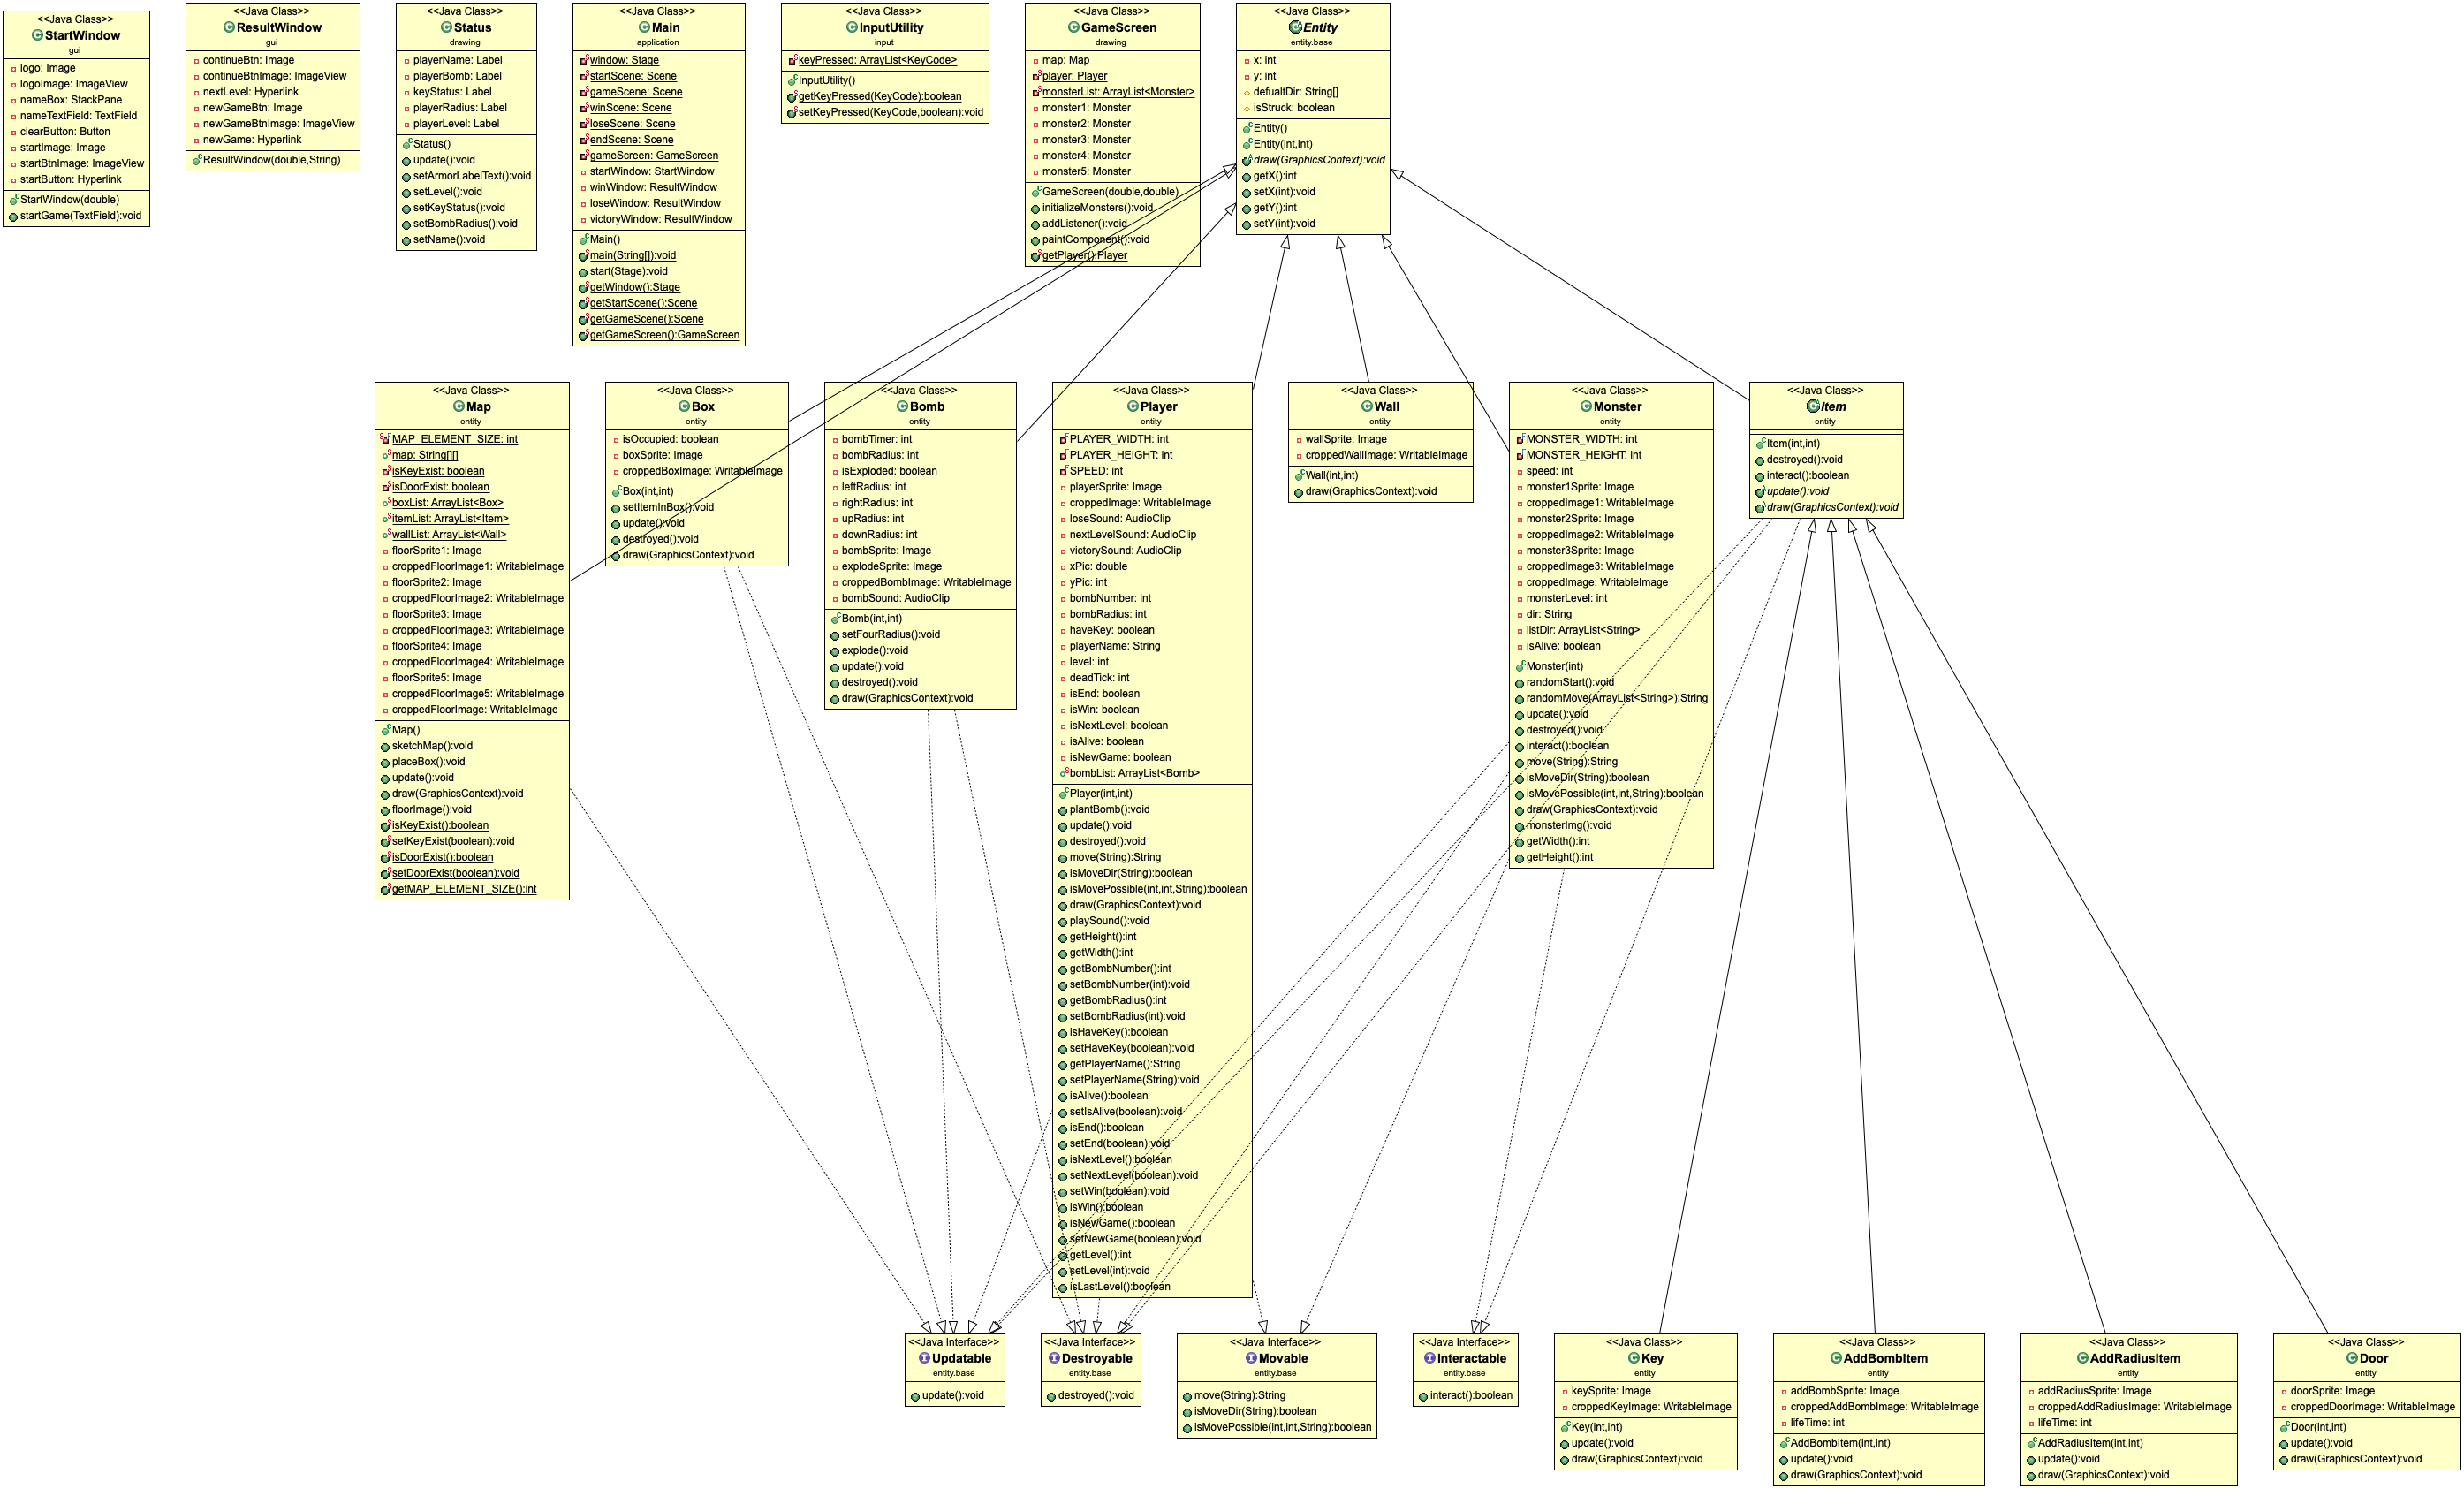 <<Java Class>>
StartWindow
gui
logo: Image
logoImage: ImageView
nameBox: StackPane
nameTextField: TextField
clearButton: Button
startImage: Image
startBtnImage: ImageView
startButton: Hyperlink
StartWindow(double)
startGame(TextField):void
<<Java Class>>
ResultWindow
gui
continueBtn: Image
continueBtnImage: ImageView
nextLevel: Hyperlink
newGameBtn: Image
newGameBtnImage: ImageView
newGame: Hyperlink
ResultWindow(double,String)
<<Java Class>>
Status
drawing
playerName: Label
playerBomb: Label
keyStatus: Label
playerRadius: Label
playerLevel: Label
Status()
update():void
setArmorLabelText():void
setLevel():void
setKeyStatus():void
setBombRadius():void
setName():void
<<Java Class>>
Main
application
window: Stage
startScene: Scene
gameScene: Scene
winScene: Scene
loseScene: Scene
endScene: Scene
gameScreen: GameScreen
startWindow: StartWindow
winWindow: ResultWindow
loseWindow: ResultWindow
victoryWindow: ResultWindow
Main()
main(String[]):void
start(Stage):void
getWindow():Stage
getStartScene():Scene
getGameScene():Scene
getGameScreen():GameScreen
<<Java Class>>
InputUtility
input
keyPressed: ArrayList<KeyCode>
InputUtility()
getKeyPressed(KeyCode):boolean
setKeyPressed(KeyCode,boolean):void
<<Java Class>>
GameScreen
drawing
map: Map
player: Player
monsterList: ArrayList<Monster>
monster1: Monster
monster2: Monster
monster3: Monster
monster4: Monster
monster5: Monster
GameScreen(double,double)
initializeMonsters():void
addListener():void
paintComponent():void
getPlayer():Player
<<Java Class>>
Entity
entity.base
x: int
y: int
defualtDir: String[]
isStruck: boolean
Entity()
Entity(int,int)
draw(GraphicsContext):void
getX():int
setX(int):void
getY():int
setY(int):void
<<Java Class>>
Map
entity
MAP_ELEMENT_SIZE: int
map: String[][]
isKeyExist: boolean
isDoorExist: boolean
boxList: ArrayList<Box>
itemList: ArrayList<Item>
wallList: ArrayList<Wall>
floorSprite1: Image
croppedFloorImage1: WritableImage
floorSprite2: Image
croppedFloorImage2: WritableImage
floorSprite3: Image
croppedFloorImage3: WritableImage
floorSprite4: Image
croppedFloorImage4: WritableImage
floorSprite5: Image
croppedFloorImage5: WritableImage
croppedFloorImage: WritableImage
Map()
sketchMap():void
placeBox():void
update():void
draw(GraphicsContext):void
floorImage():void
isKeyExist():boolean
setKeyExist(boolean):void
isDoorExist():boolean
setDoorExist(boolean):void
getMAP_ELEMENT_SIZE():int
<<Java Class>>
Box
entity
isOccupied: boolean
boxSprite: Image
croppedBoxImage: WritableImage
Box(int,int)
setItemInBox():void
update():void
destroyed():void
draw(GraphicsContext):void
<<Java Class>>
Bomb
entity
bombTimer: int
bombRadius: int
isExploded: boolean
leftRadius: int
rightRadius: int
upRadius: int
downRadius: int
bombSprite: Image
explodeSprite: Image
croppedBombImage: WritableImage
bombSound: AudioClip
Bomb(int,int)
setFourRadius():void
explode():void
update():void
destroyed():void
draw(GraphicsContext):void
<<Java Class>>
Player
entity
PLAYER_WIDTH: int
PLAYER_HEIGHT: int
SPEED: int
playerSprite: Image
croppedImage: WritableImage
loseSound: AudioClip
nextLevelSound: AudioClip
victorySound: AudioClip
xPic: double
yPic: int
bombNumber: int
bombRadius: int
haveKey: boolean
playerName: String
level: int
deadTick: int
isEnd: boolean
isWin: boolean
isNextLevel: boolean
isAlive: boolean
isNewGame: boolean
bombList: ArrayList<Bomb>
Player(int,int)
plantBomb():void
update():void
destroyed():void
move(String):String
isMoveDir(String):boolean
isMovePossible(int,int,String):boolean
draw(GraphicsContext):void
playSound():void
getHeight():int
getWidth():int
getBombNumber():int
setBombNumber(int):void
getBombRadius():int
setBombRadius(int):void
isHaveKey():boolean
setHaveKey(boolean):void
getPlayerName():String
setPlayerName(String):void
isAlive():boolean
setIsAlive(boolean):void
isEnd():boolean
setEnd(boolean):void
isNextLevel():boolean
setNextLevel(boolean):void
setWin(boolean):void
isWin():boolean
isNewGame():boolean
setNewGame(boolean):void
getLevel():int
setLevel(int):void
isLastLevel():boolean
<<Java Class>>
Wall
entity
wallSprite: Image
croppedWallImage: WritableImage
Wall(int,int)
draw(GraphicsContext):void
<<Java Class>>
Monster
entity
MONSTER_WIDTH: int
MONSTER_HEIGHT: int
speed: int
monster1Sprite: Image
croppedImage1: WritableImage
monster2Sprite: Image
croppedImage2: WritableImage
monster3Sprite: Image
croppedImage3: WritableImage
croppedImage: WritableImage
monsterLevel: int
dir: String
listDir: ArrayList<String>
isAlive: boolean
Monster(int)
randomStart():void
randomMove(ArrayList<String>):String
update():void
destroyed():void
interact():boolean
move(String):String
isMoveDir(String):boolean
isMovePossible(int,int,String):boolean
draw(GraphicsContext):void
monsterImg():void
getWidth():int
getHeight():int
<<Java Class>>
Item
entity
Item(int,int)
destroyed():void
interact():boolean
update():void
draw(GraphicsContext):void
<<Java Interface>>
Updatable
entity.base
update():void
<<Java Interface>>
Destroyable
entity.base
destroyed():void
<<Java Interface>>
Movable
entity.base
move(String):String
isMoveDir(String):boolean
isMovePossible(int,int,String):boolean
<<Java Interface>>
Interactable
entity.base
interact():boolean
<<Java Class>>
Key
entity
keySprite: Image
croppedKeyImage: WritableImage
Key(int,int)
update():void
draw(GraphicsContext):void
<<Java Class>>
AddBombItem
entity
addBombSprite: Image
croppedAddBombImage: WritableImage
lifeTime: int
AddBombItem(int,int)
update():void
draw(GraphicsContext):void
<<Java Class>>
AddRadiusItem
entity
addRadiusSprite: Image
croppedAddRadiusImage: WritableImage
lifeTime: int
AddRadiusItem(int,int)
update():void
draw(GraphicsContext):void
<<Java Class>>
Door
entity
doorSprite: Image
croppedDoorImage: WritableImage
Door(int,int)
update():void
draw(GraphicsContext):void